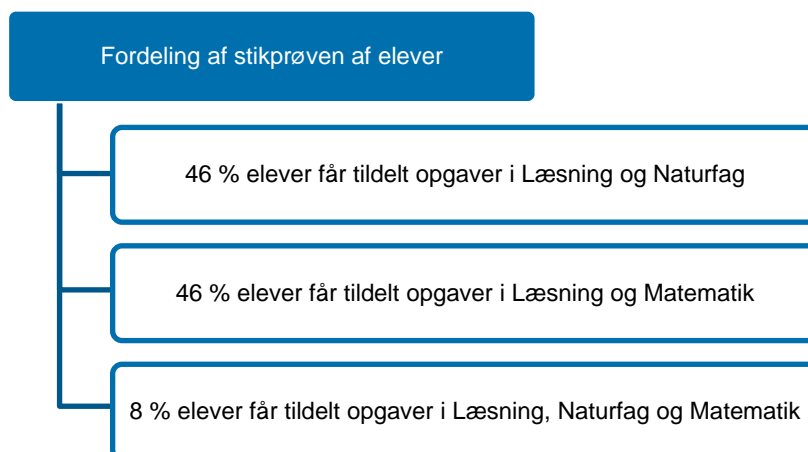 Fordeling af stikprøven af elever
46 % elever får tildelt opgaver i Læsning og Naturfag
46 % elever får tildelt opgaver i Læsning og Matematik
8 % elever får tildelt opgaver i Læsning, Naturfag og Matematik